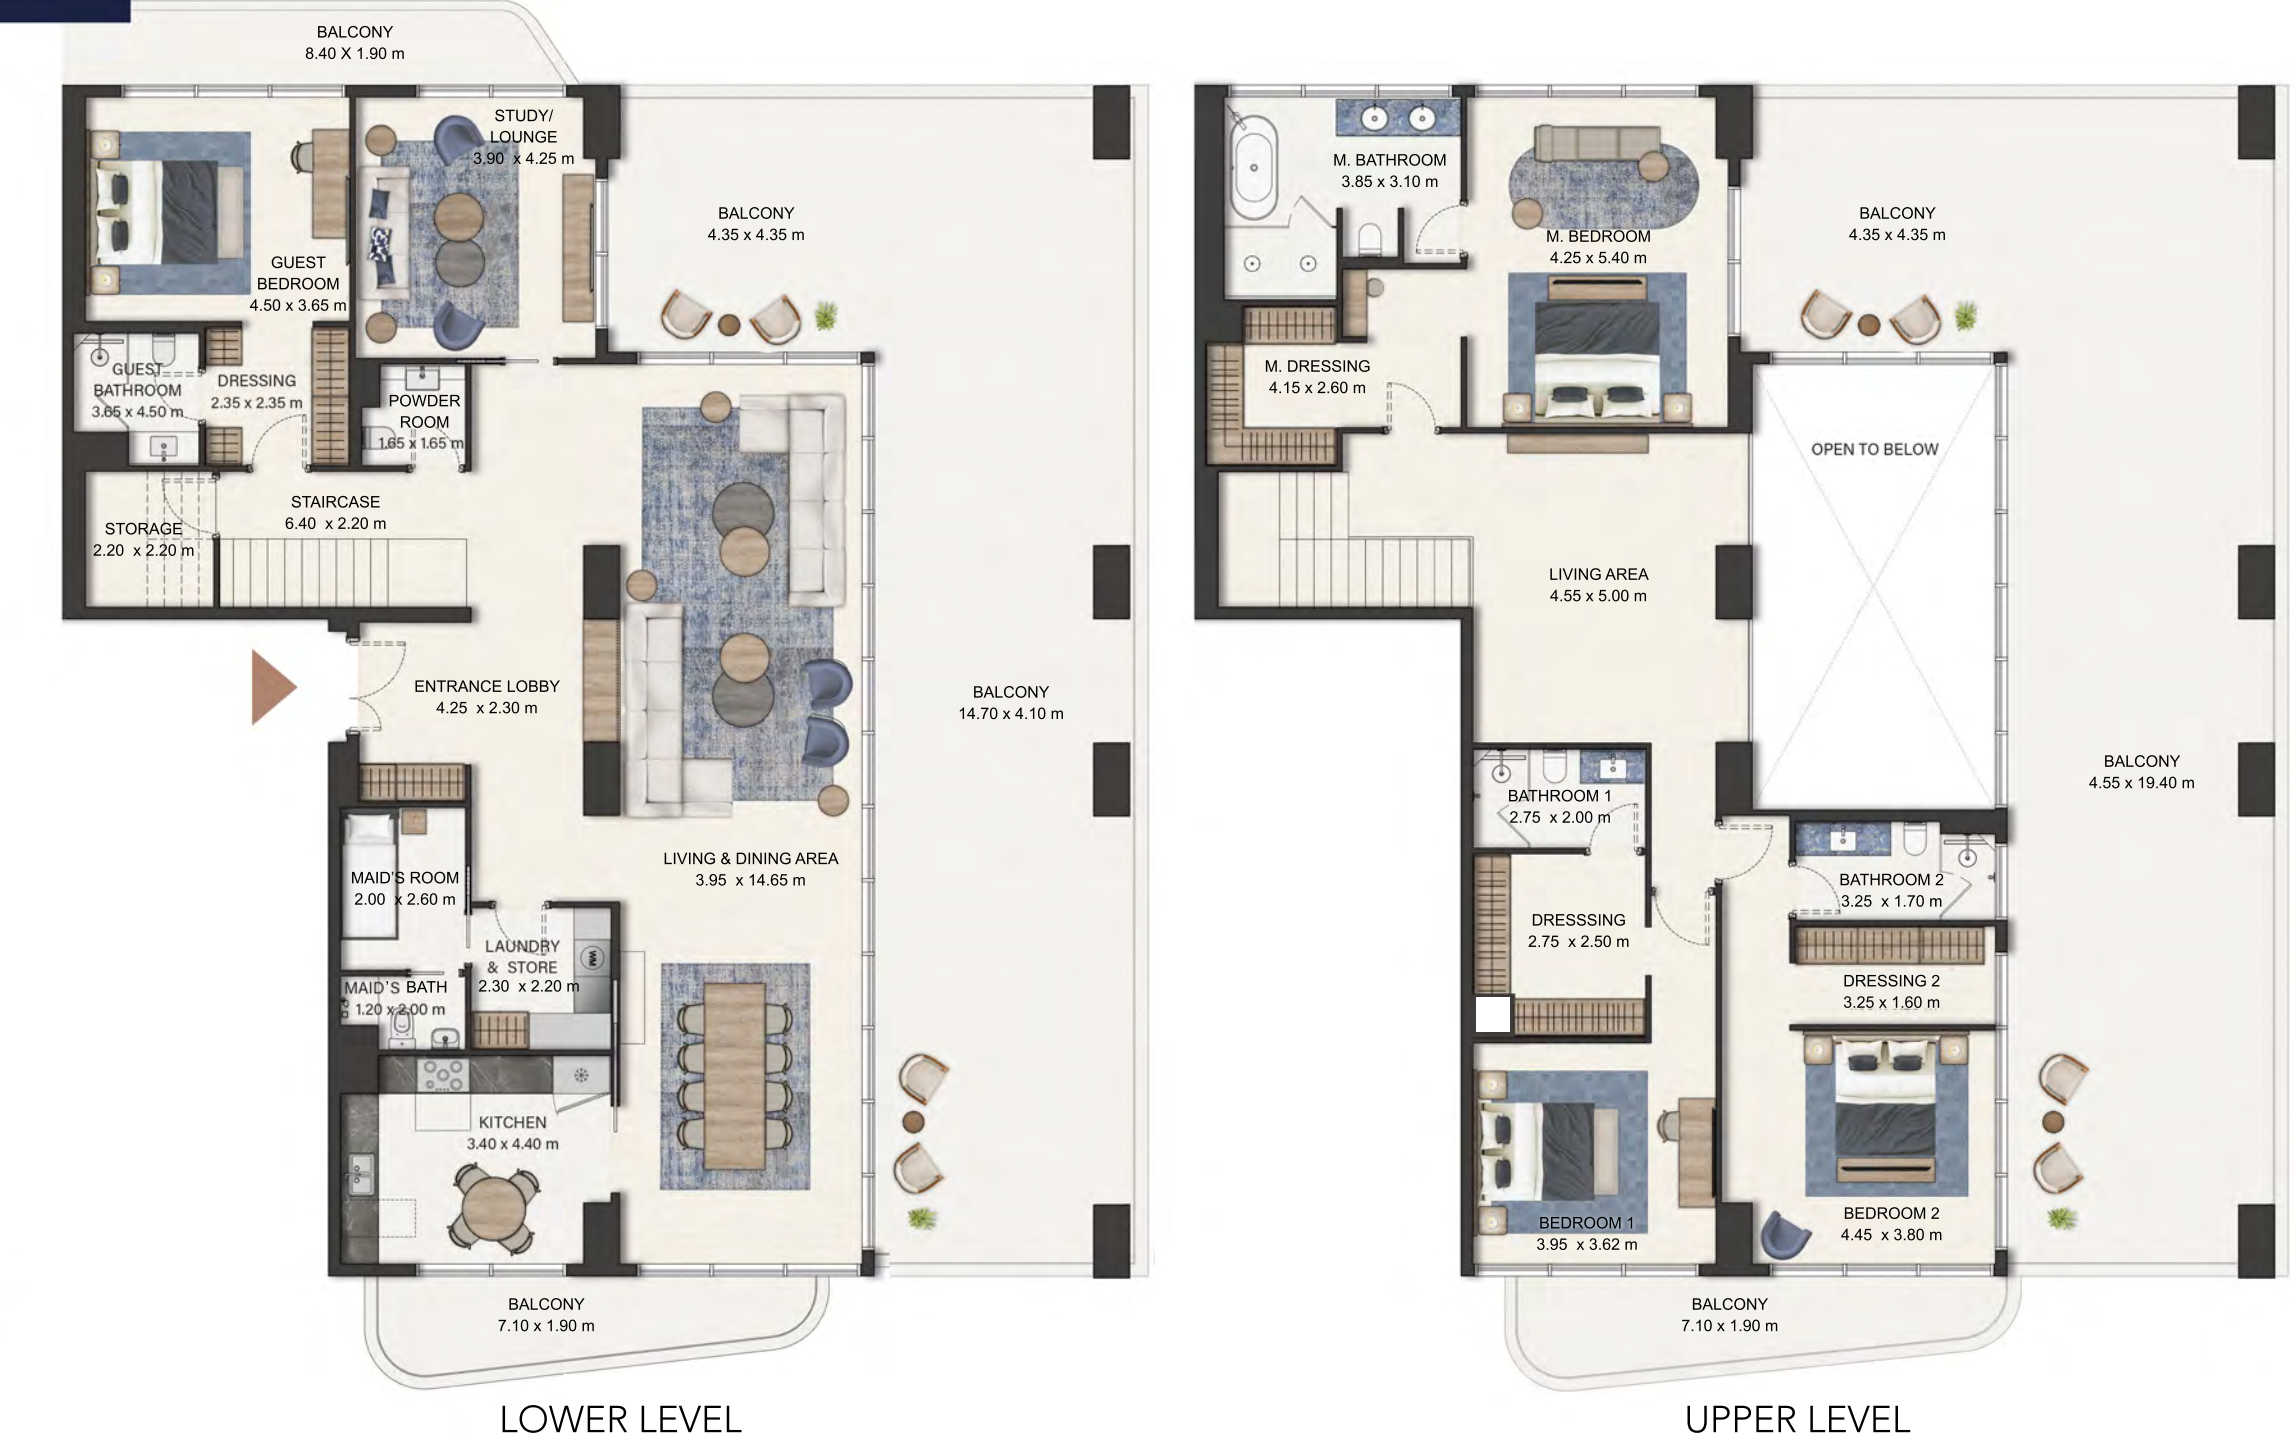 BALCONY
8.40 X 1.90 m
STUDY/
LOUNGE
3.90 x 4.25 m
GUEST
BEDROOM
4.50 x 3.65 m
BALCONY
4.35 x 4.35 m
GUEST
BATHROOM
3.65 x 4.50 m
DRESSING
2.35 x 2.35 m
POWDER
ROOM
1.65 x 1.65 m
STAIRCASE
6.40 x 2.20 m
STORAGE
2.20 x 2.20 m
ENTRANCE LOBBY
4.25 x 2.30 m
BALCONY
14.70 x 4.10 m
LIVING & DINING AREA
3.95 x 14.65 m
MAID'S ROOM
2.00 x 2.60 m
LAUNDRY
& STORE
2.30 x 2.20 m
WM
MAID'S BATH
1.20 x 2.00 m
KITCHEN
3.40 x 4.40 m
BALCONY
7.10 x 1.90 m
LOWER LEVEL
M. BATHROOM
3.85 x 3.10 m
M. BEDROOM
4.25 x 5.40 m
BALCONY
4.35 x 4.35 m
M. DRESSING
4.15 x 2.60 m
OPEN TO BELOW
LIVING AREA
4.55 x 5.00 m
BALCONY
4.55 x 19.40 m
BATHROOM 1
2.75 x 2.00 m
BATHROOM 2
3.25 x 1.70 m
DRESSSING
2.75 x 2.50 m
DRESSING 2
3.25 x 1.60 m
BEDROOM 1
3.95 x 3.62 m
BEDROOM 2
4.45 x 3.80 m
BALCONY
7.10 x 1.90 m
UPPER LEVEL